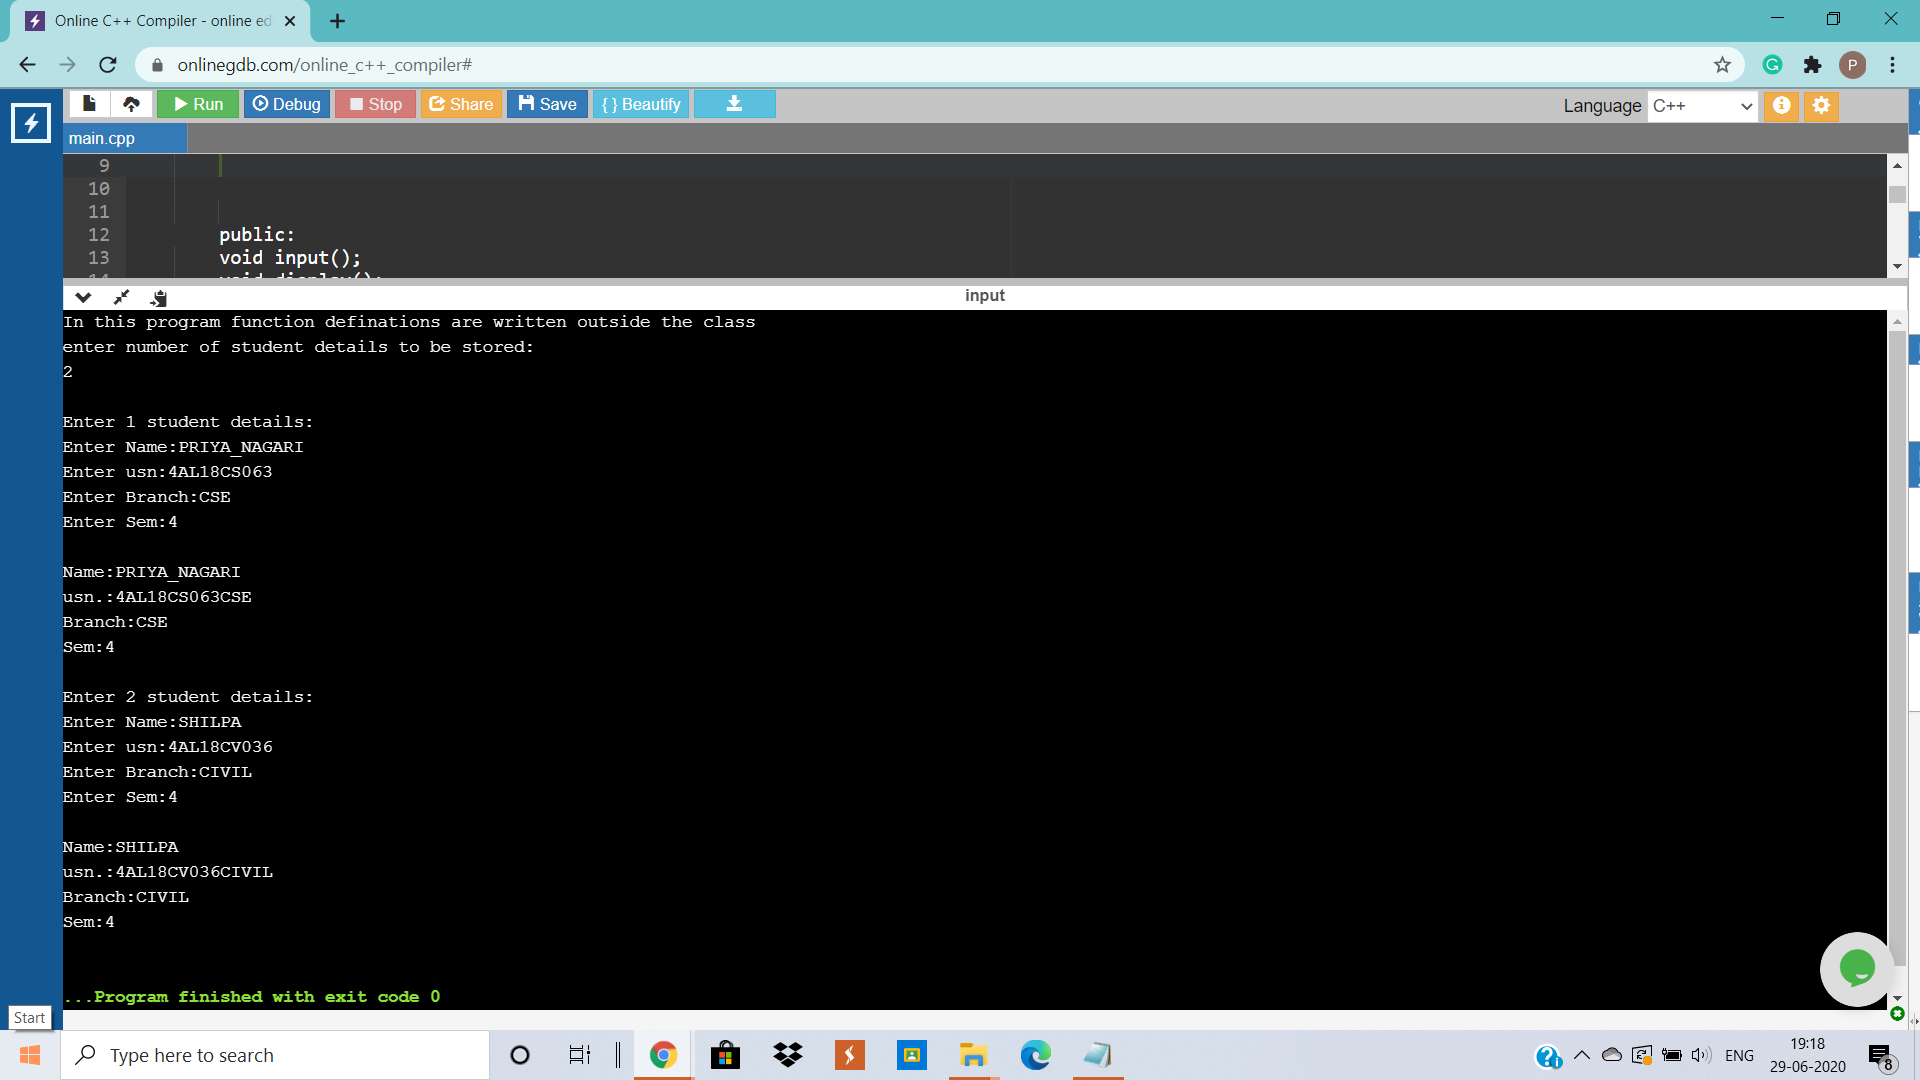 Online C++ Compiler - online ed
onlinegdb.com/online_c++_compiler#
P
Run Debug Stop Share Save { } Beautify
Language C++
main.cpp
9
10
11
12 public:
13 void input();
14 void display();
input
In this program function definations are written outside the class
enter number of student details to be stored:
2
Enter 1 student details:
Enter Name:PRIYA_NAGARI
Enter usn:4AL18CS063
Enter Branch:CSE
Enter Sem:4
Name:PRIYA_NAGARI
usn.:4AL18CS063CSE
Branch:CSE
Sem:4
Enter 2 student details:
Enter Name:SHILPA
Enter usn:4AL18CV036
Enter Branch:CIVIL
Enter Sem:4
Name:SHILPA
usn.:4AL18CV036CIVIL
Branch:CIVIL
Sem:4
...Program finished with exit code 0
Start
Type here to search
ENG
19:18
29-06-2020
8